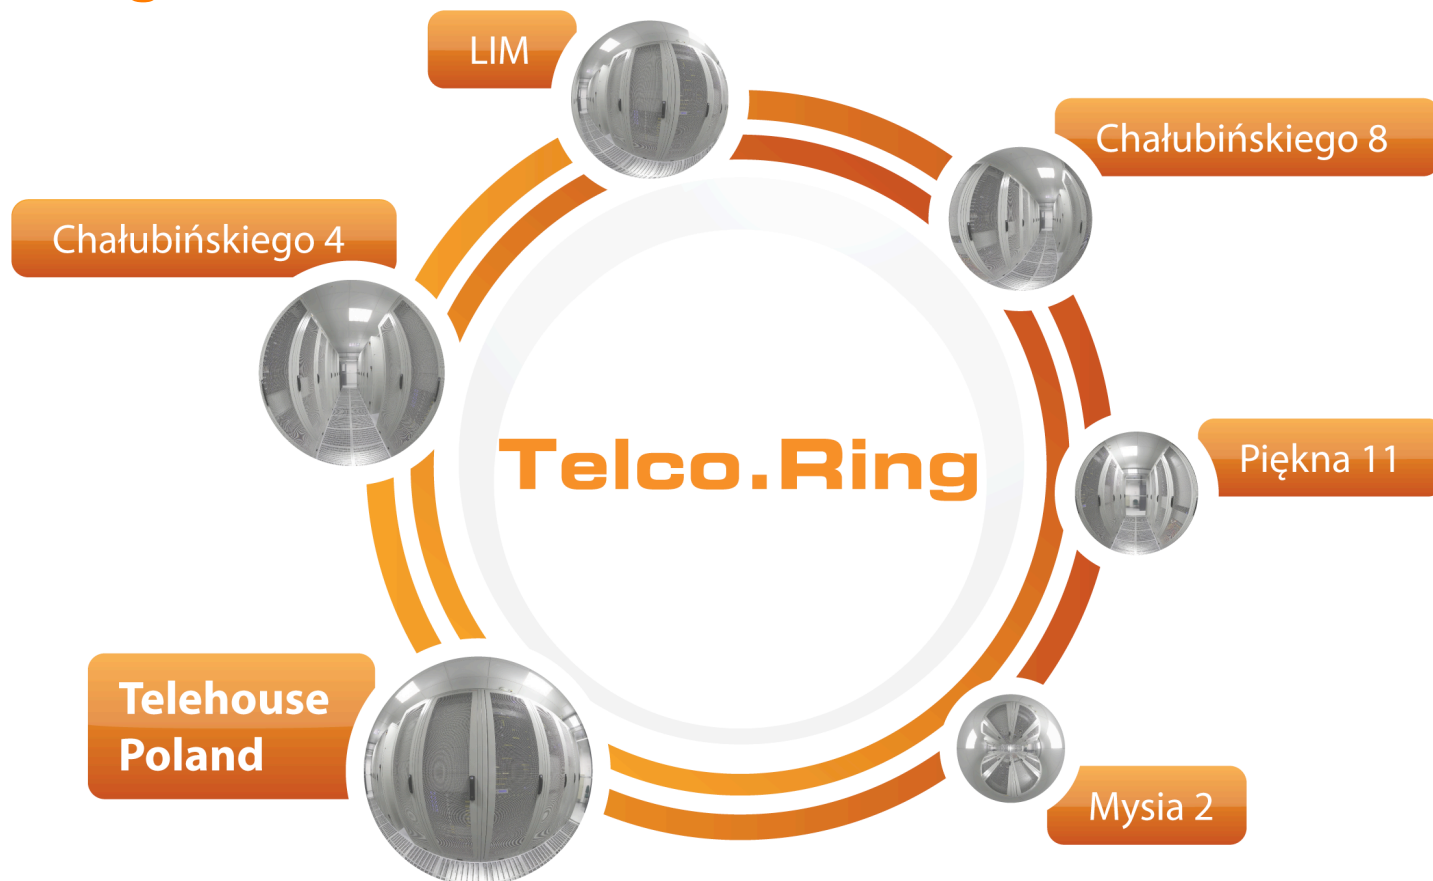 LIM
Chałubińskiego 8
Chałubińskiego 4
Telco.Ring
Piękna 11
Telehouse
Poland
Mysia 2